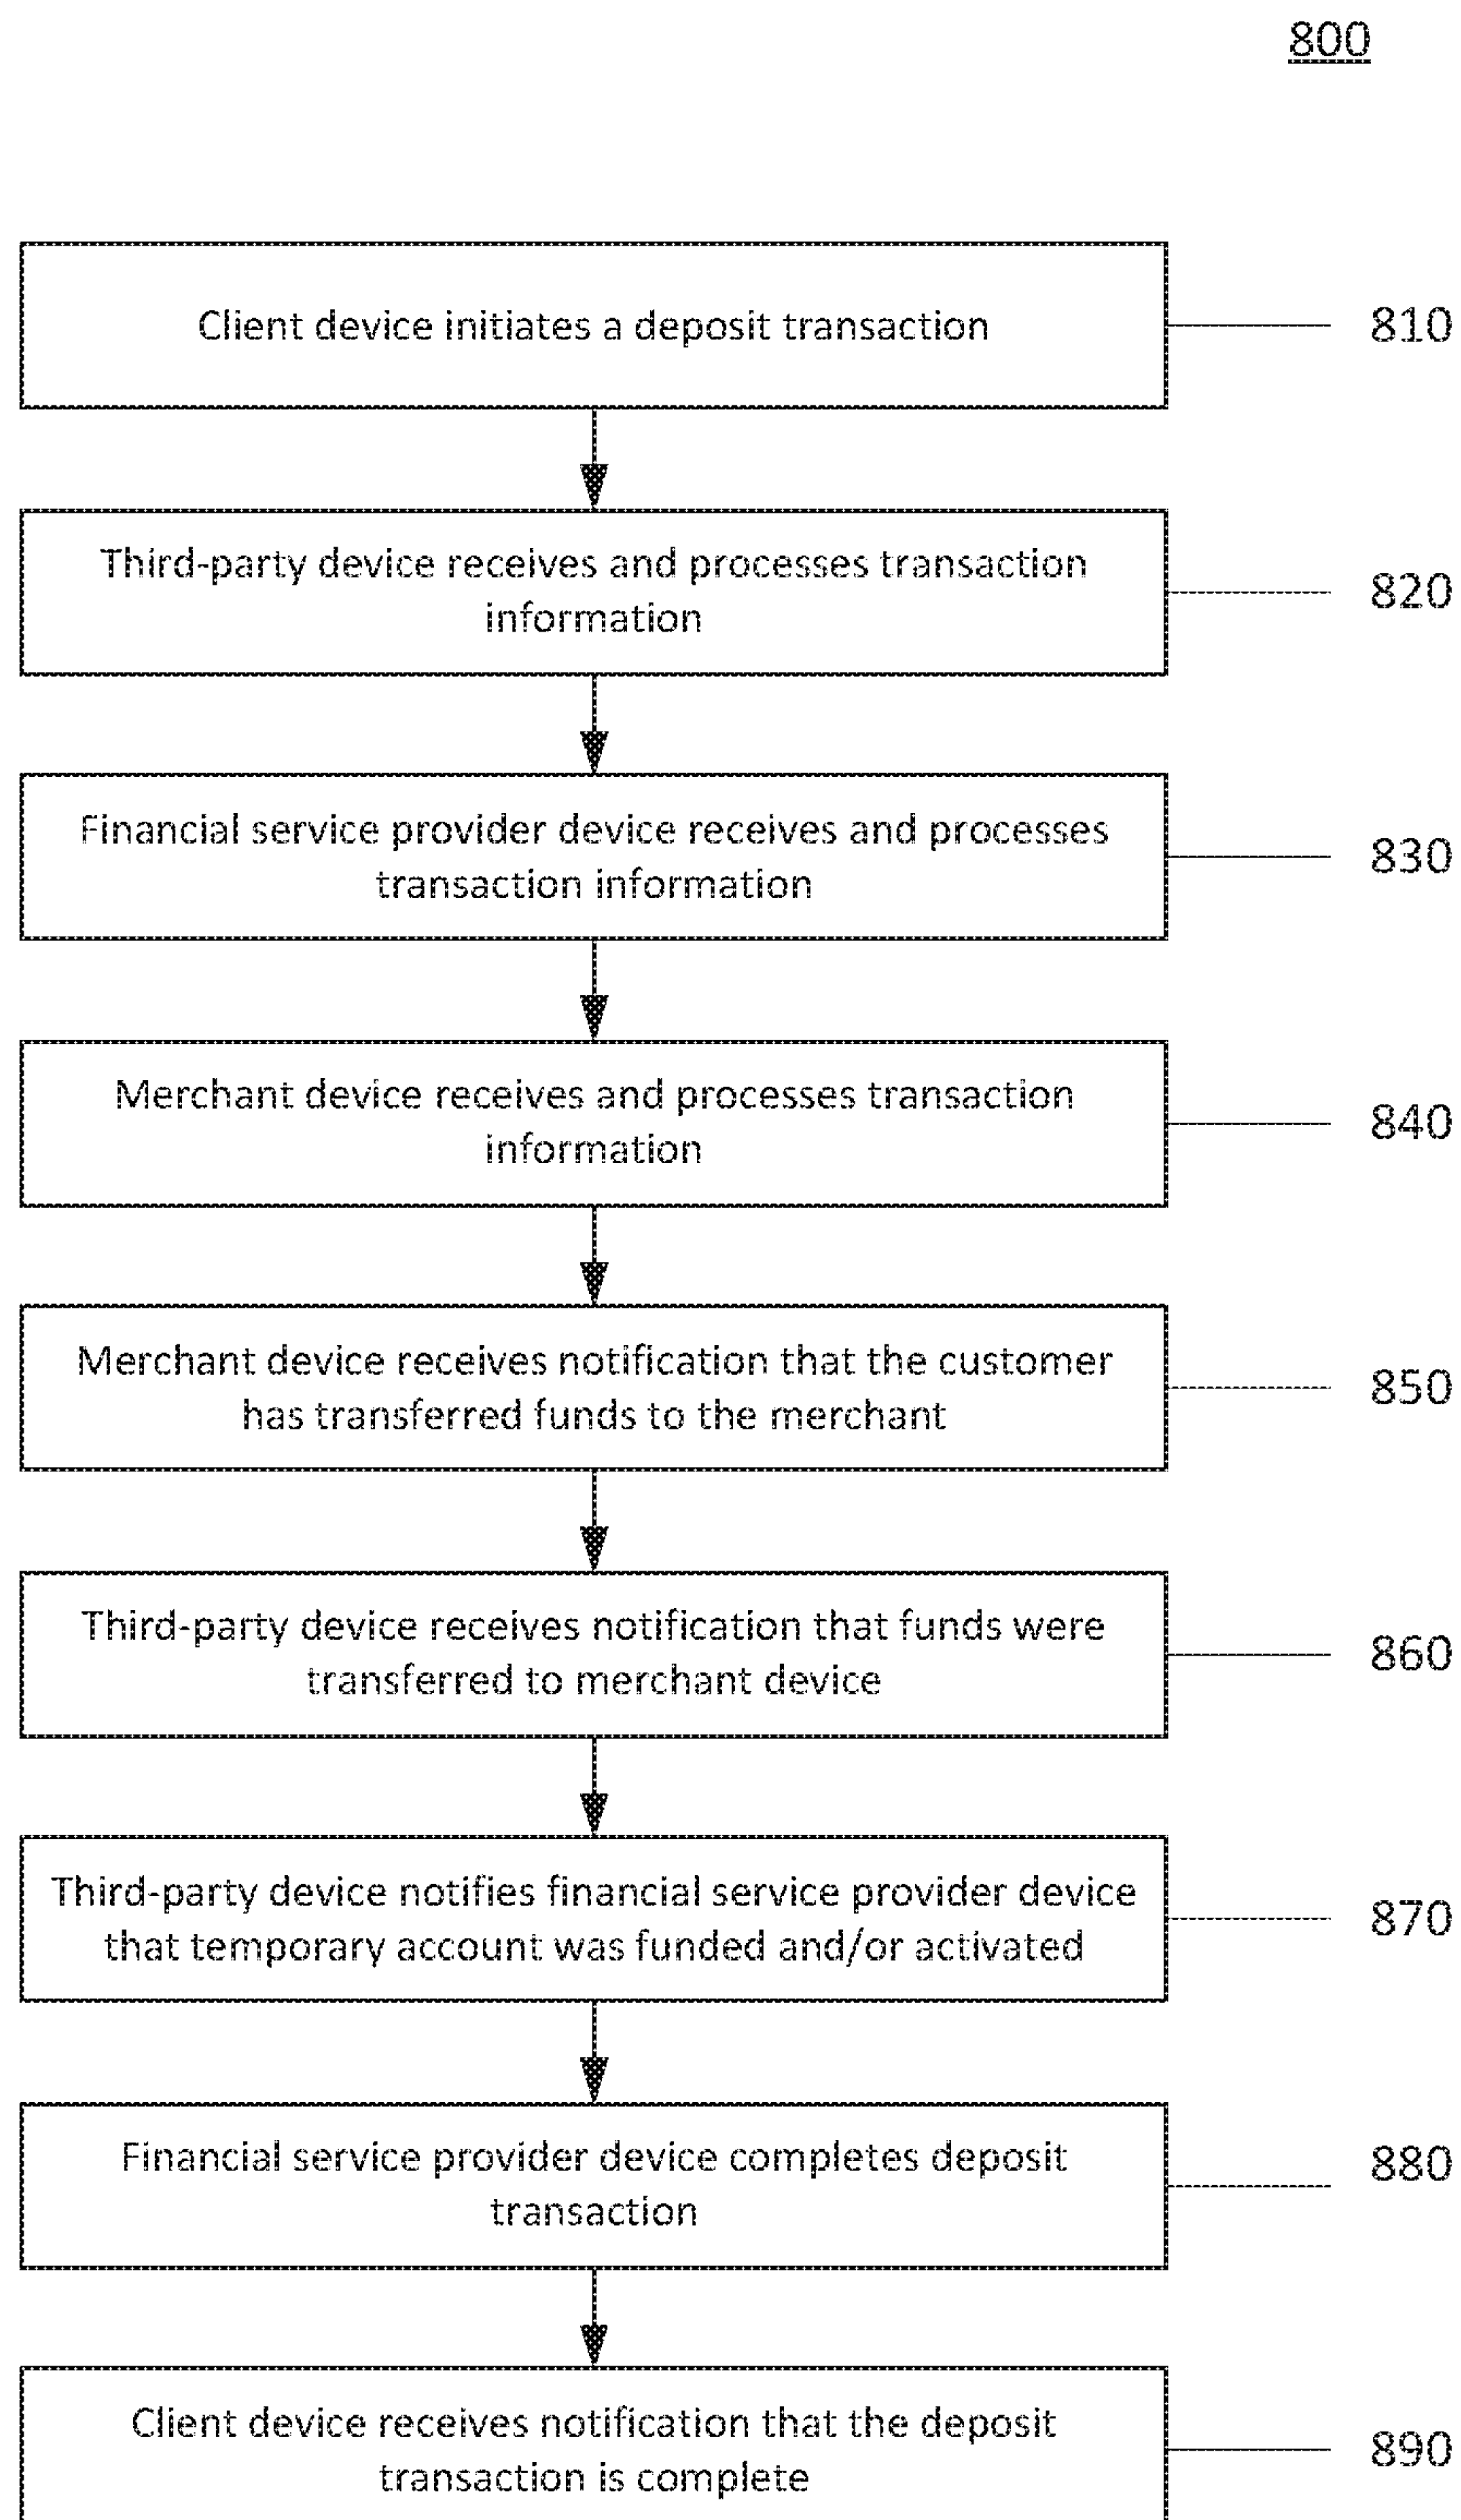 800
Client device initiates a deposit transaction
810
Third-party device receives and processes transaction
information
820
Financial service provider device receives and processes
transaction information
830
Merchant device receives and processes transaction
information
840
Merchant device receives notification that the customer
has transferred funds to the merchant
850
Third-party device receives notification that funds were
transferred to merchant device
860
Third-party device notifies financial service provider device
that temporary account was funded and/or activated
870
Financial service provider device completes deposit
transaction
880
Client device receives notification that the deposit
transaction is complete
890